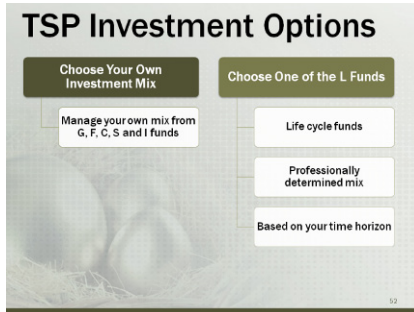 TSP Investment Options
Choose Your Own
Investment Mix
Manage your own mix from
G, F, C, S and I funds
Choose One of the L Funds
Life cycle funds
Professionally
determined mix
Based on your time horizon
52